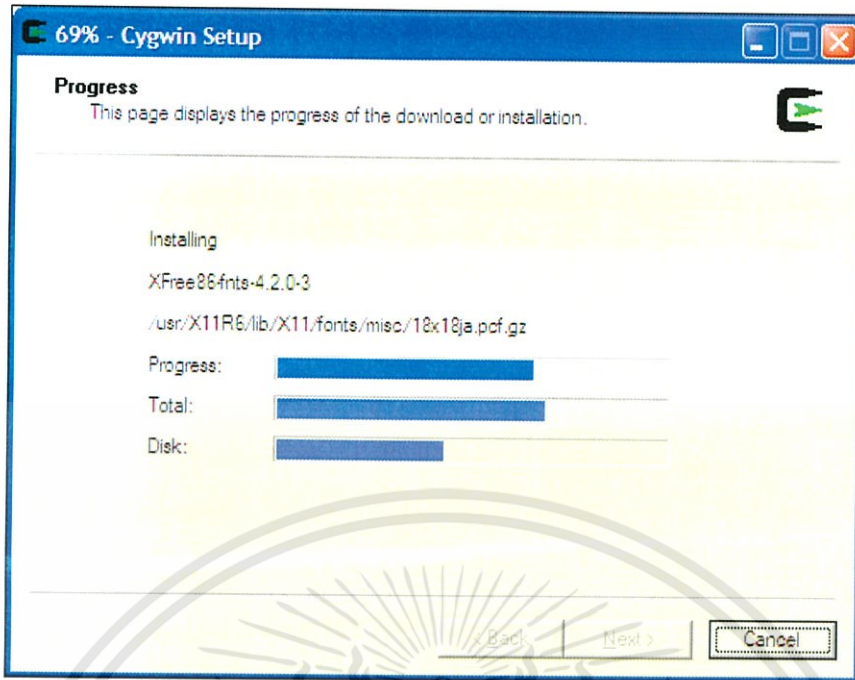 69% - Cygwin Setup
Progress
This page displays the progress of the download or installation.
Installing
XFree86-fnts-4.2.0-3
/usr/X11R6/lib/X11/fonts/misc/18x18ja.pcf.gz
Progress:
Total:
Disk:
< Back
Next >
Cancel